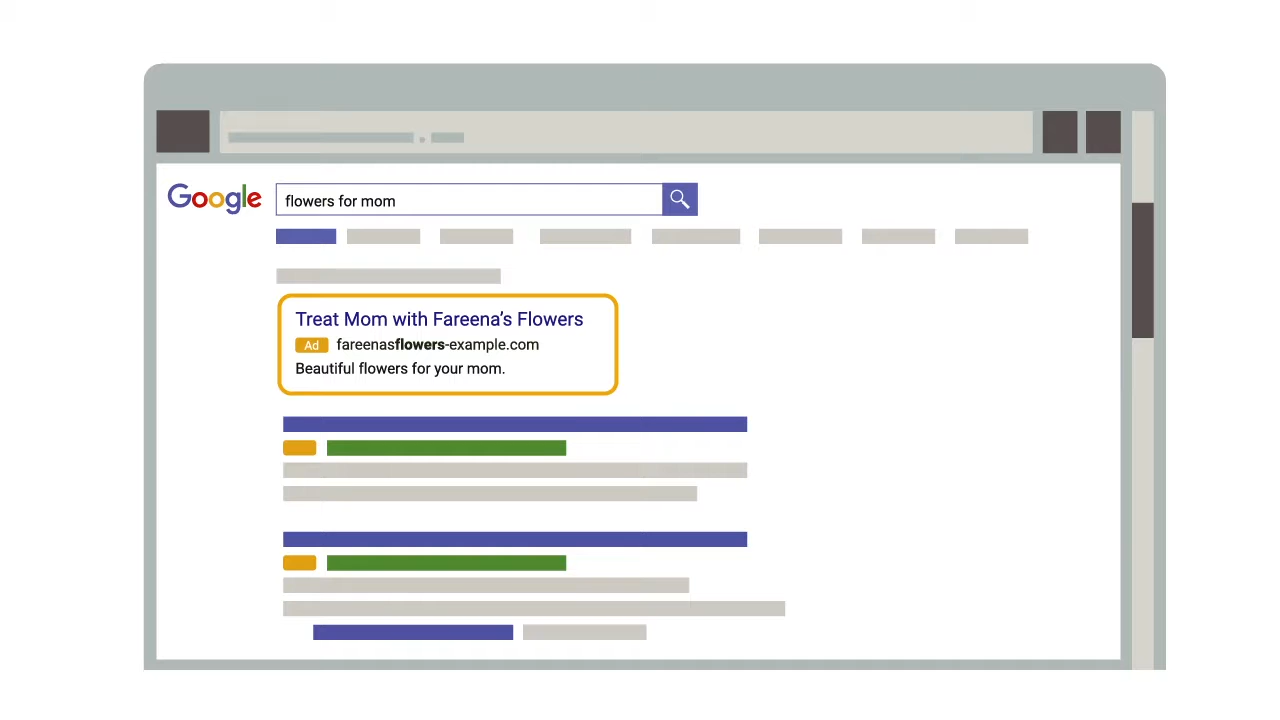 Google
flowers for mom
Treat Mom with Fareena’s Flowers
Ad fareenasflowers-example.com
Beautiful flowers for your mom.